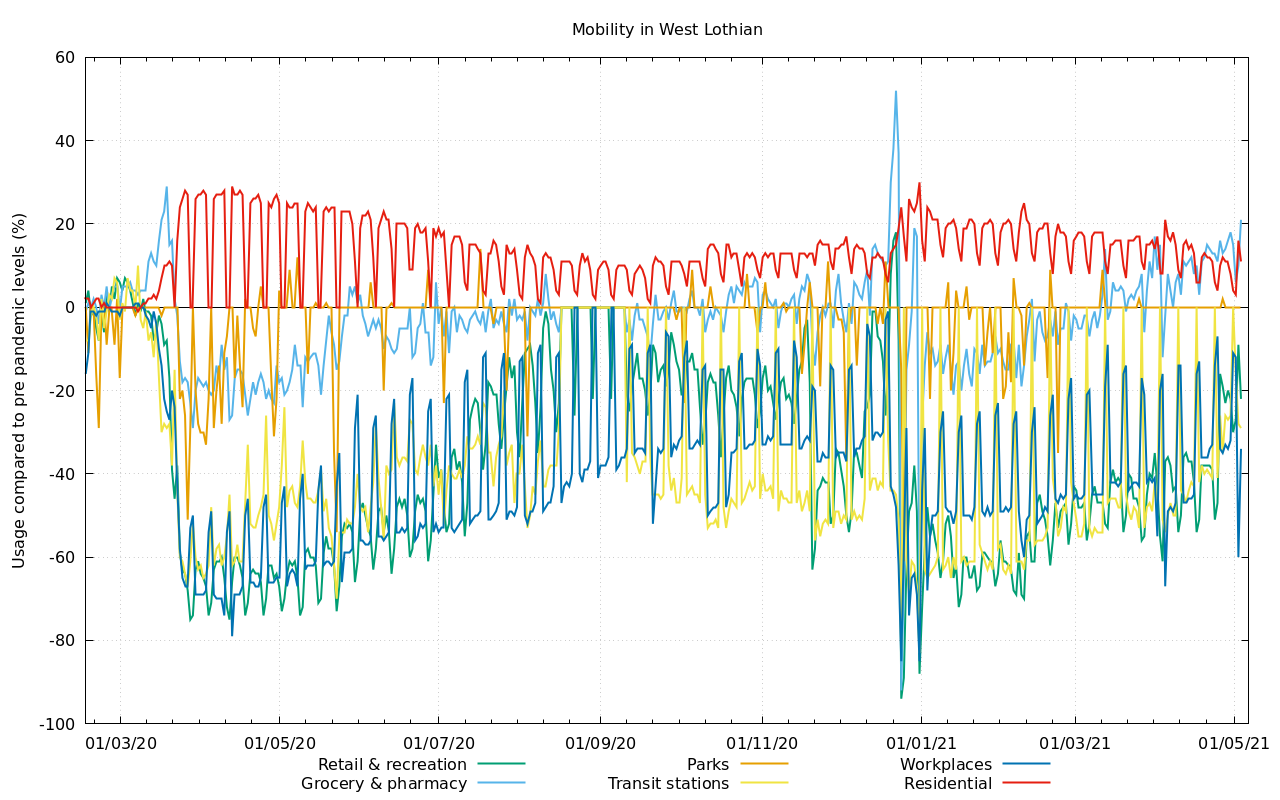 Mobility in West Lothian
Usage compared to pre pandemic levels (%)
60
40
20
0
-20
-40
-60
-80
-100
01/03/20 01/05/20 01/07/20 01/09/20 01/11/20 01/01/21 01/03/21 01/05/21
Retail & recreation Parks Workplaces
Grocery & pharmacy Transit stations Residential